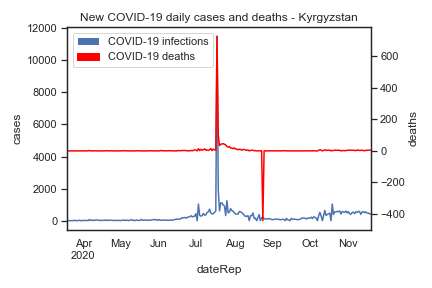 New COVID-19 daily cases and deaths - Kyrgyzstan
COVID-19 infections
COVID-19 deaths
12000
10000
8000
6000
4000
2000
0
cases
600
400
200
0
−200
−400
deaths
Apr May Jun Jul Aug Sep Oct Nov
2020
dateRep